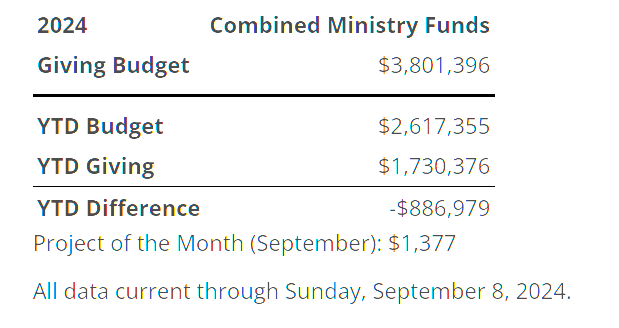 2024 Combined Ministry Funds
Giving Budget $3,801,396
YTD Budget $2,617,355
YTD Giving $1,730,376
YTD Difference -$886,979
Project of the Month (September): $1,377
All data current through Sunday, September 8, 2024.